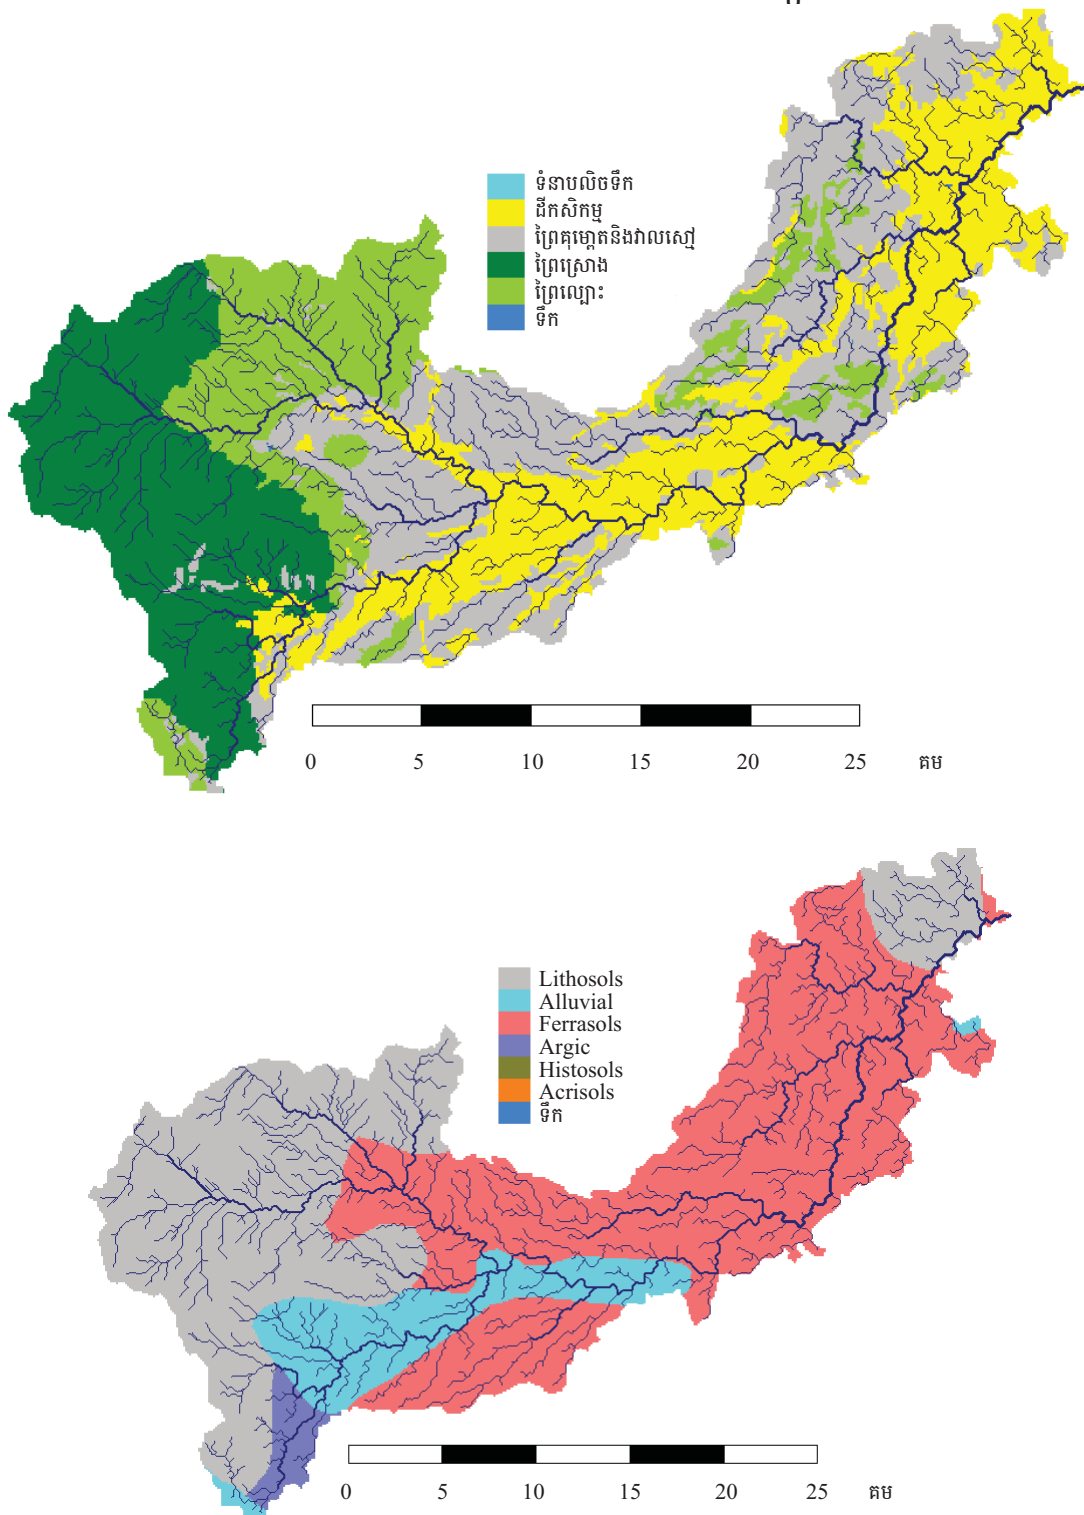 ទំនាបលិចទឹក
ដីកសិកម្ម
ព្រៃគុម្ពោតនិងវាលស្មៅ
ព្រៃស្រោង
ព្រៃល្បោះ
ទឹក
0 5 10 15 20 25 គម
Lithosols
Alluvial
Ferrasols
Argic
Histosols
Acrisols
ទឹក
0 5 10 15 20 25 គម